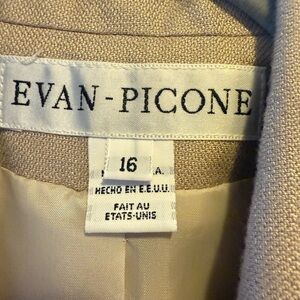 EVAN-PICONE
16
A.
HECHO EN E.E.U.U.
FAIT AU
ETATS-UNIS